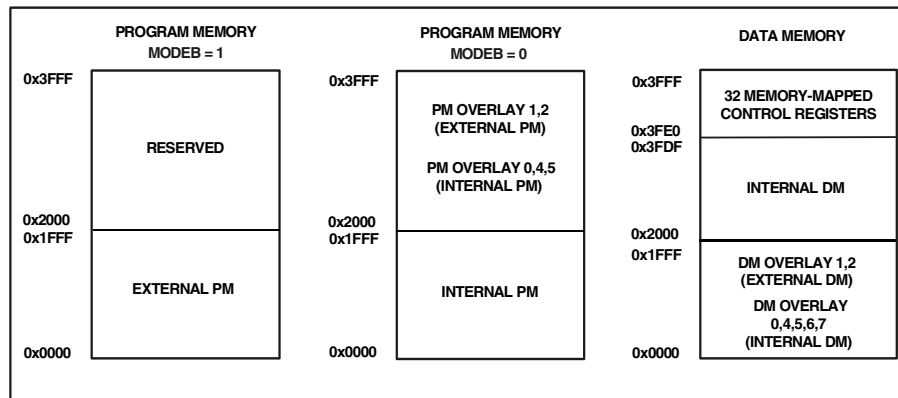 PROGRAM MEMORY
MODEB = 1
0x3FFF
RESERVED
0x2000
0x1FFF
EXTERNAL PM
0x0000
PROGRAM MEMORY
MODEB = 0
0x3FFF
PM OVERLAY 1,2
(EXTERNAL PM)
PM OVERLAY 0,4,5
(INTERNAL PM)
0x2000
0x1FFF
INTERNAL PM
0x0000
DATA MEMORY
0x3FFF
32 MEMORY-MAPPED
CONTROL REGISTERS
0x3FE0
0x3FDF
INTERNAL DM
0x2000
0x1FFF
DM OVERLAY 1,2
(EXTERNAL DM)
DM OVERLAY
0,4,5,6,7
(INTERNAL DM)
0x0000